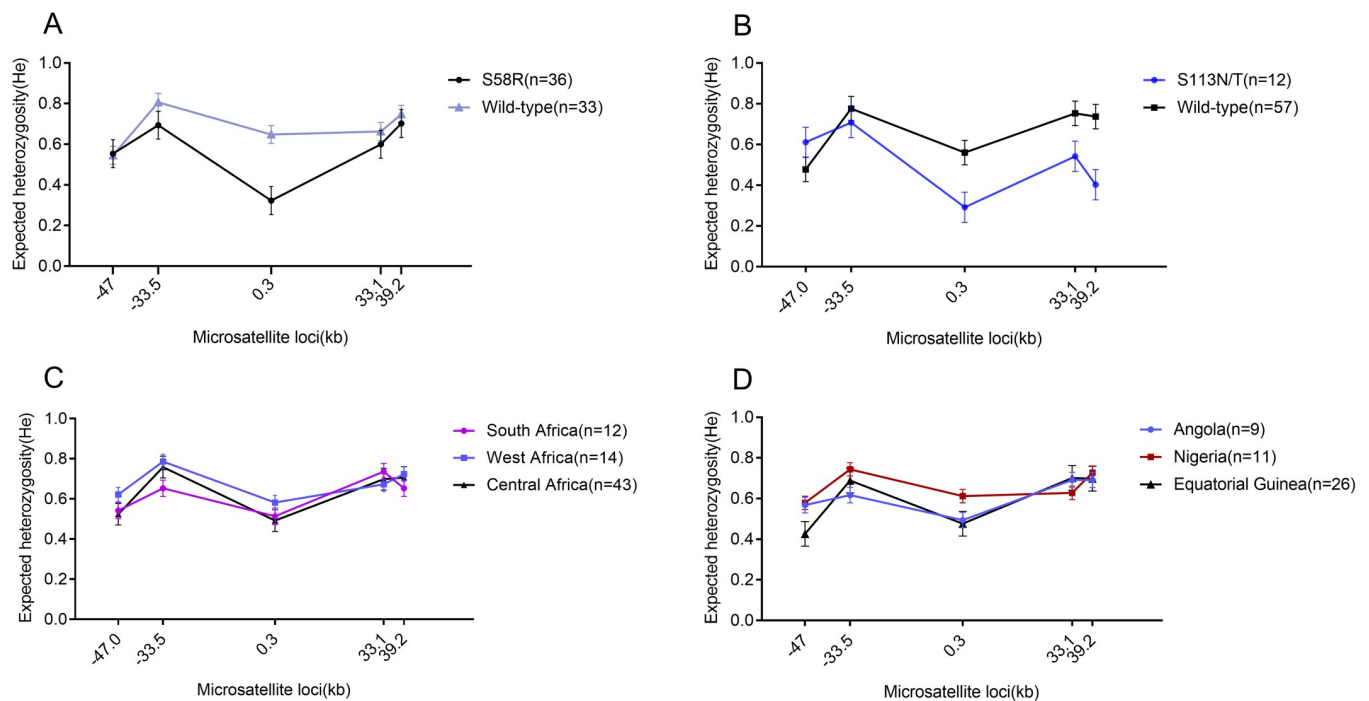 A
Expected heterozygosity(He)
1.0
0.8
0.6
0.4
0.2
0.0
-47
-33.5
0.3
33.1
39.2
Microsatellite loci(kb)
S58R(n=36)
Wild-type(n=33)
B
Expected heterozygosity(He)
1.0
0.8
0.6
0.4
0.2
0.0
-47.0
-33.5
0.3
33.1
39.2
Microsatellite loci(kb)
S113N/T(n=12)
Wild-type(n=57)
C
Expected heterozygosity(He)
1.0
0.8
0.6
0.4
0.2
0.0
-47.0
-33.5
0.3
33.1
39.2
Microsatellite loci(kb)
South Africa(n=12)
West Africa(n=14)
Central Africa(n=43)
D
Expected heterozygosity(He)
1.0
0.8
0.6
0.4
0.2
0.0
-47
-33.5
0.3
33.1
39.2
Microsatellite loci(kb)
Angola(n=9)
Nigeria(n=11)
Equatorial Guinea(n=26)